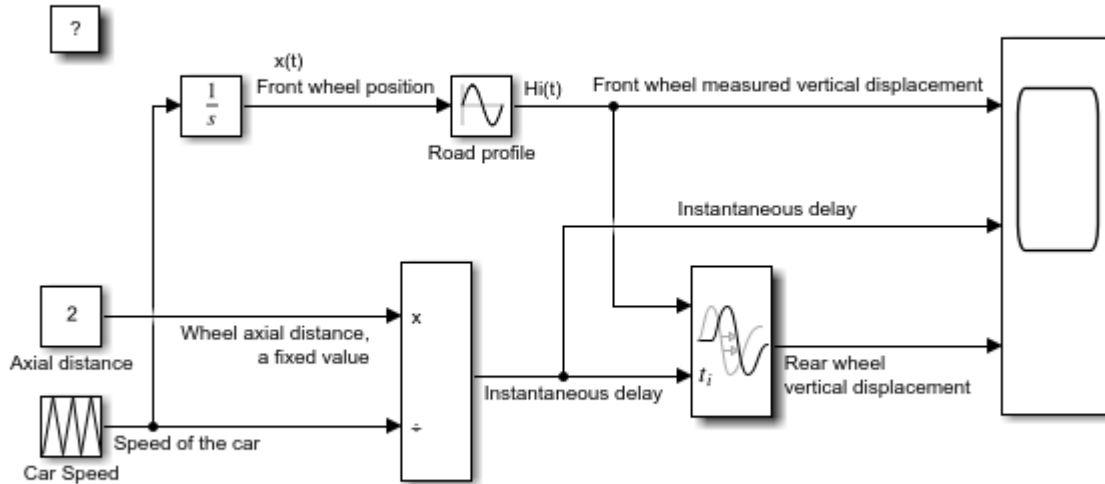 ?
x(t)
Front wheel position
1
s
Road profile
Hi(t)
Front wheel measured vertical displacement
Instantaneous delay
2
Axial distance
Wheel axial distance,
a fixed value
x
÷
Car Speed
Speed of the car
Instantaneous delay
t_i
Rear wheel
vertical displacement